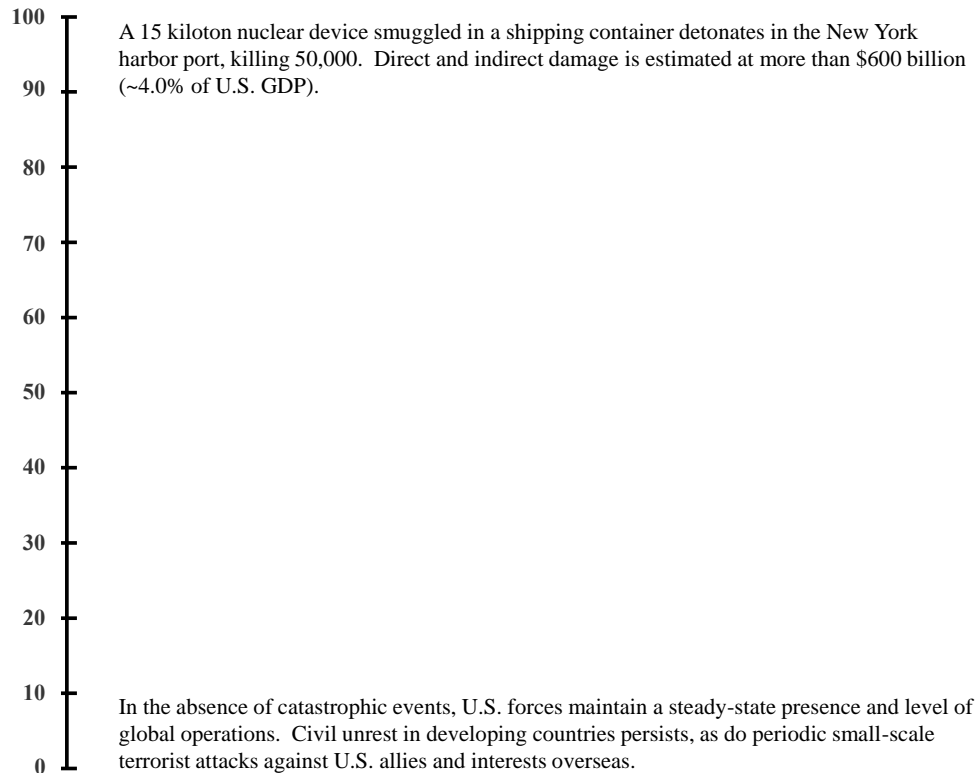 100
A 15 kiloton nuclear device smuggled in a shipping container detonates in the New York
harbor port, killing 50,000.  Direct and indirect damage is estimated at more than $600 billion
(~4.0% of U.S. GDP).
90
80
70
60
50
40
30
20
10
In the absence of catastrophic events, U.S. forces maintain a steady-state presence and level of
global operations.  Civil unrest in developing countries persists, as do periodic small-scale
terrorist attacks against U.S. allies and interests overseas.
0